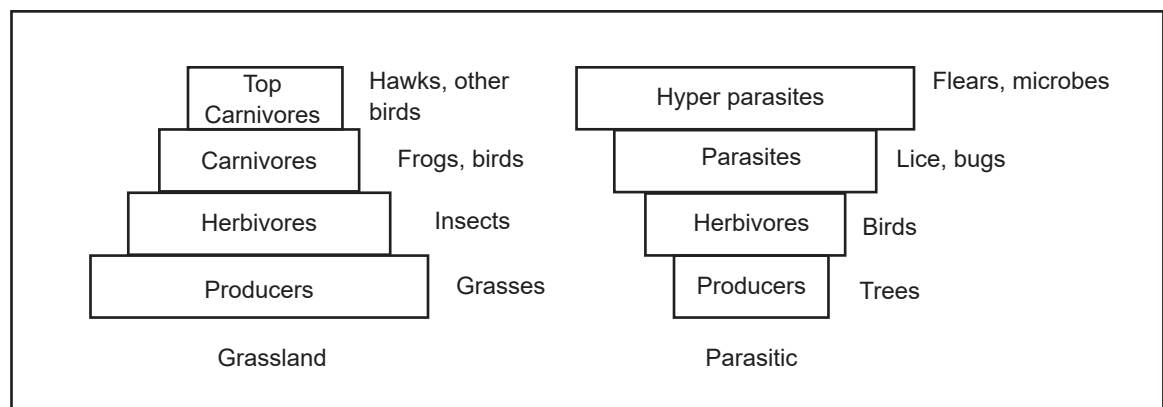 Top
Carnivores
Hawks, other
birds
Carnivores
Frogs, birds
Herbivores
Insects
Producers
Grasses
Grassland
Hyper parasites
Flears, microbes
Parasites
Lice, bugs
Herbivores
Birds
Producers
Trees
Parasitic